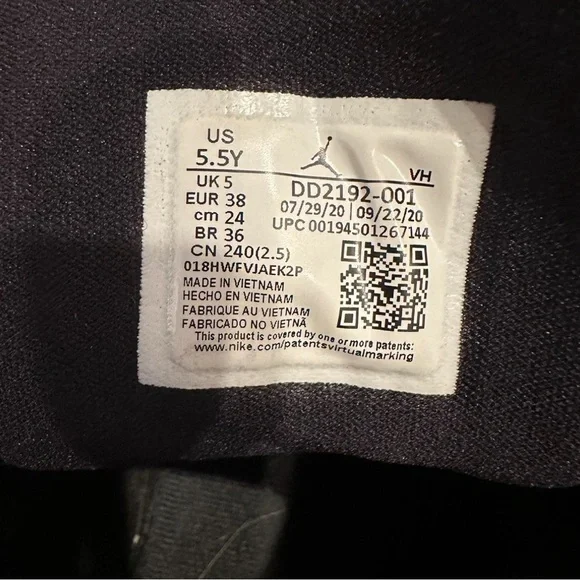 US
5.5Y
VH
UK 5
EUR 38
cm 24
BR 36
CN 240(2.5)
DD2192-001
07/29/20 | 09/22/20
UPC 00194501267144
018HWFVJAEK2P
MADE IN VIETNAM
HECHO EN VIETNAM
FABRIQUE AU VIETNAM
FABRICADO NO VIETNÃ
This product is covered by one or more patents:
www.nike.com/patentsvirtualmarking